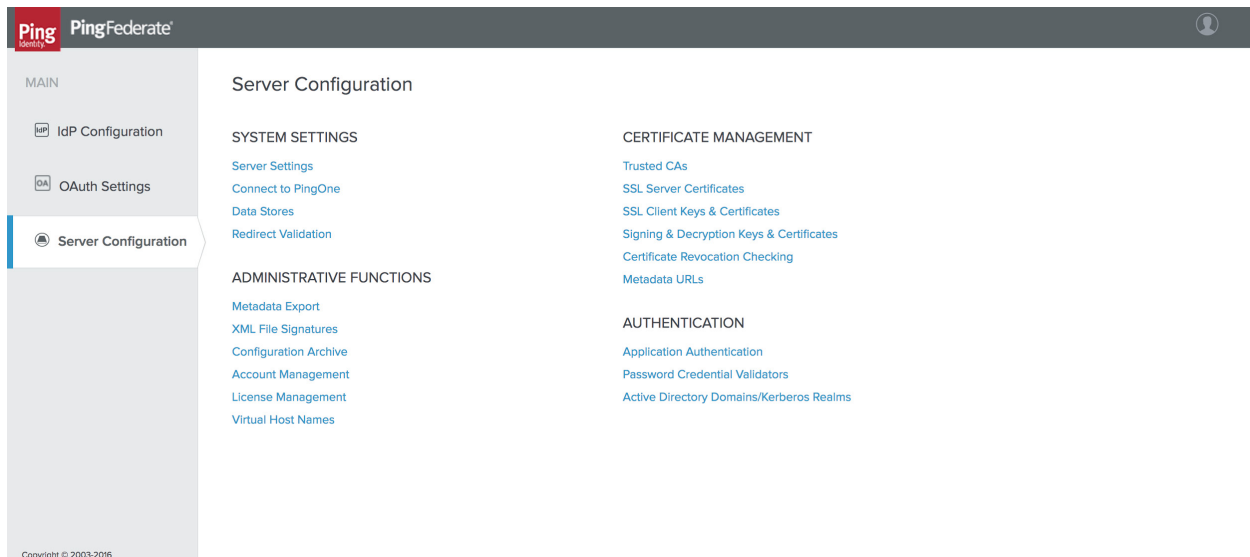 Ping
Identity.
PingFederate®
MAIN
IdP
IdP Configuration
OA
OAuth Settings
Server Configuration
Copyright © 2003-2016
Server Configuration
SYSTEM SETTINGS
Server Settings
Connect to PingOne
Data Stores
Redirect Validation
ADMINISTRATIVE FUNCTIONS
Metadata Export
XML File Signatures
Configuration Archive
Account Management
License Management
Virtual Host Names
CERTIFICATE MANAGEMENT
Trusted CAs
SSL Server Certificates
SSL Client Keys & Certificates
Signing & Decryption Keys & Certificates
Certificate Revocation Checking
Metadata URLs
AUTHENTICATION
Application Authentication
Password Credential Validators
Active Directory Domains/Kerberos Realms